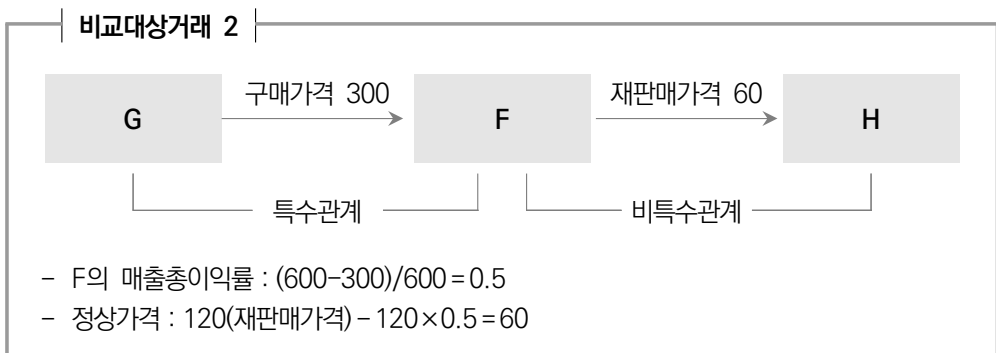 비교대상거래 2
구매가격 300
재판매가격 60
G
F
H
특수관계
비특수관계
- F의 매출총이익률 : (600-300)/600=0.5
- 정상가격 : 120(재판매가격)-120×0.5=60